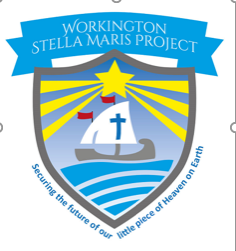 WORKINGTON
STELLA MARIS PROJECT
Securing the future of our little piece of Heaven on Earth